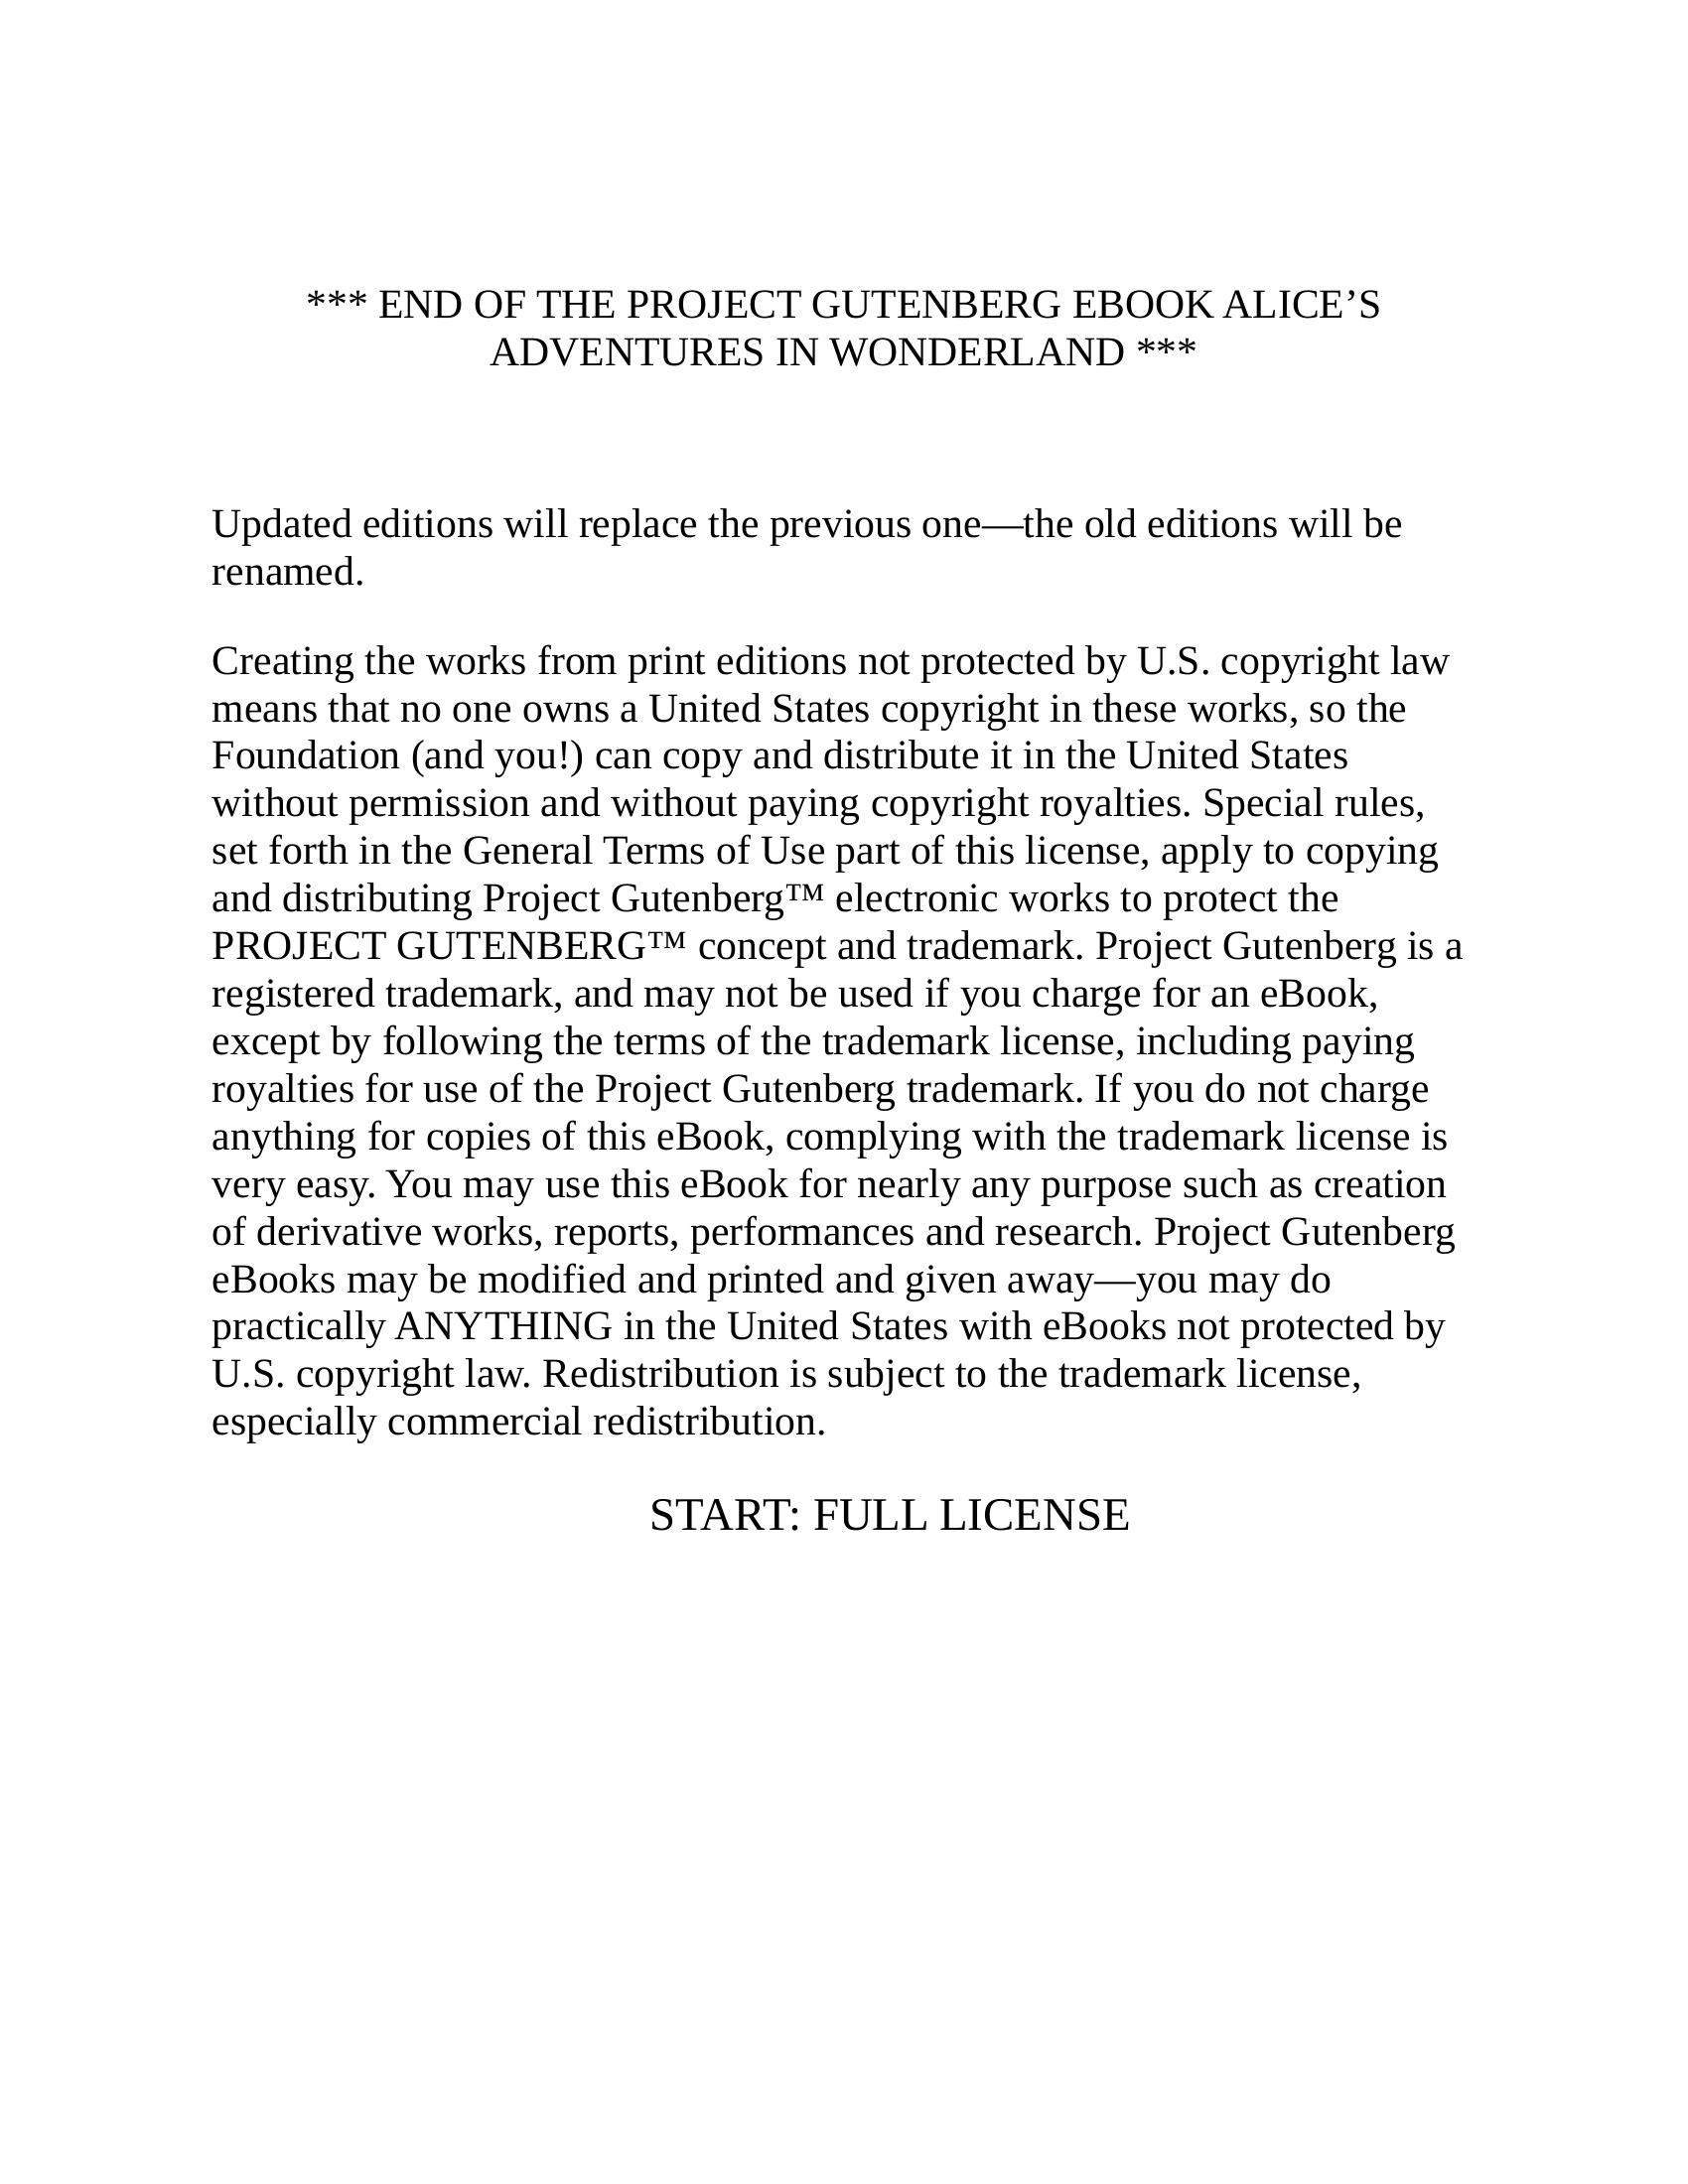 *** END OF THE PROJECT GUTENBERG EBOOK ALICE’S
ADVENTURES IN WONDERLAND ***
Updated editions will replace the previous one—the old editions will be
renamed.
Creating the works from print editions not protected by U.S. copyright law
means that no one owns a United States copyright in these works, so the
Foundation (and you!) can copy and distribute it in the United States
without permission and without paying copyright royalties. Special rules,
set forth in the General Terms of Use part of this license, apply to copying
and distributing Project Gutenberg™ electronic works to protect the
PROJECT GUTENBERG™ concept and trademark. Project Gutenberg is a
registered trademark, and may not be used if you charge for an eBook,
except by following the terms of the trademark license, including paying
royalties for use of the Project Gutenberg trademark. If you do not charge
anything for copies of this eBook, complying with the trademark license is
very easy. You may use this eBook for nearly any purpose such as creation
of derivative works, reports, performances and research. Project Gutenberg
eBooks may be modified and printed and given away—you may do
practically ANYTHING in the United States with eBooks not protected by
U.S. copyright law. Redistribution is subject to the trademark license,
especially commercial redistribution.
START: FULL LICENSE